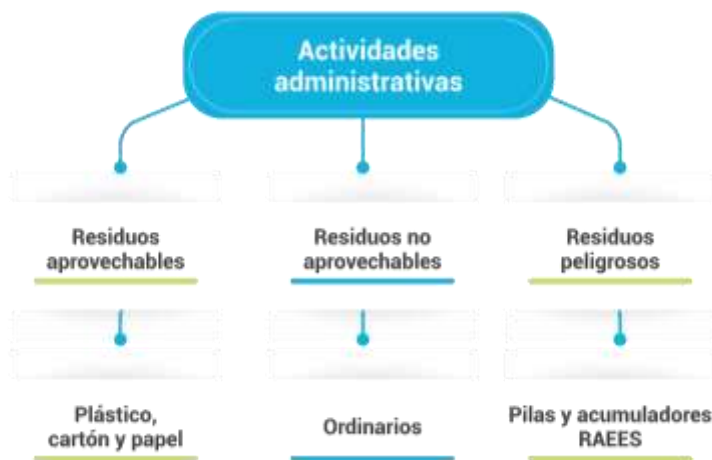 Actividades
administrativas
Residuos
aprovechables
Residuos no
aprovechables
Residuos
peligrosos
Plástico,
cartón y papel
Ordinarios
Pilas y acumuladores
RAEES